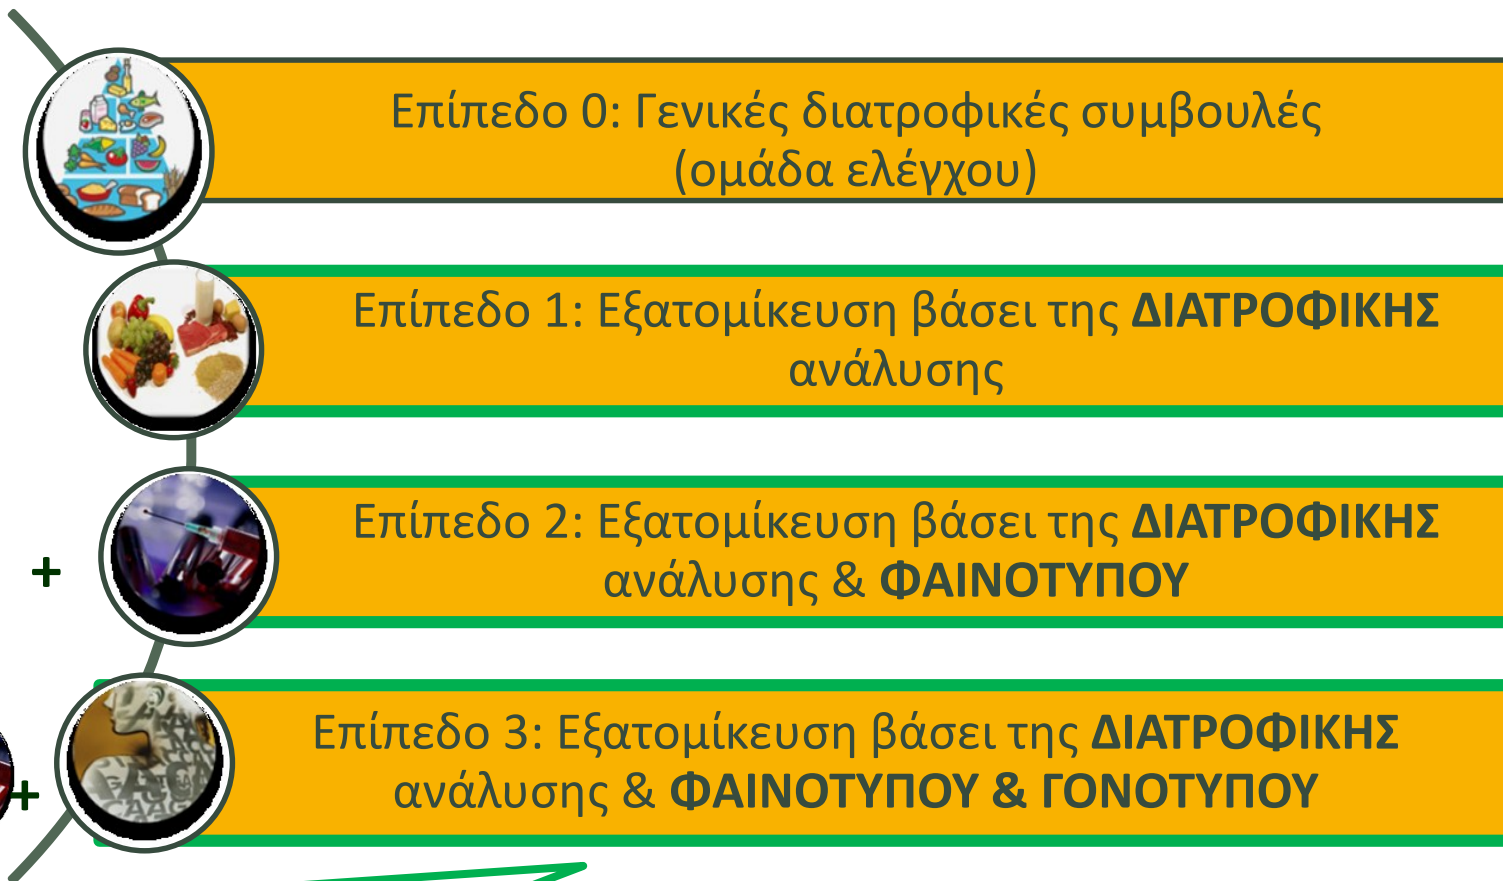 Επίπεδο 0: Γενικές διατροφικές συμβουλές
(ομάδα ελέγχου)
Επίπεδο 1: Εξατομίκευση βάσει της ΔΙΑΤΡΟΦΙΚΗΣ
ανάλυσης
Επίπεδο 2: Εξατομίκευση βάσει της ΔΙΑΤΡΟΦΙΚΗΣ
ανάλυσης & ΦΑΙΝΟΤΥΠΟΥ
+
Επίπεδο 3: Εξατομίκευση βάσει της ΔΙΑΤΡΟΦΙΚΗΣ
ανάλυσης & ΦΑΙΝΟΤΥΠΟΥ & ΓΟΝΟΤΥΠΟΥ
+